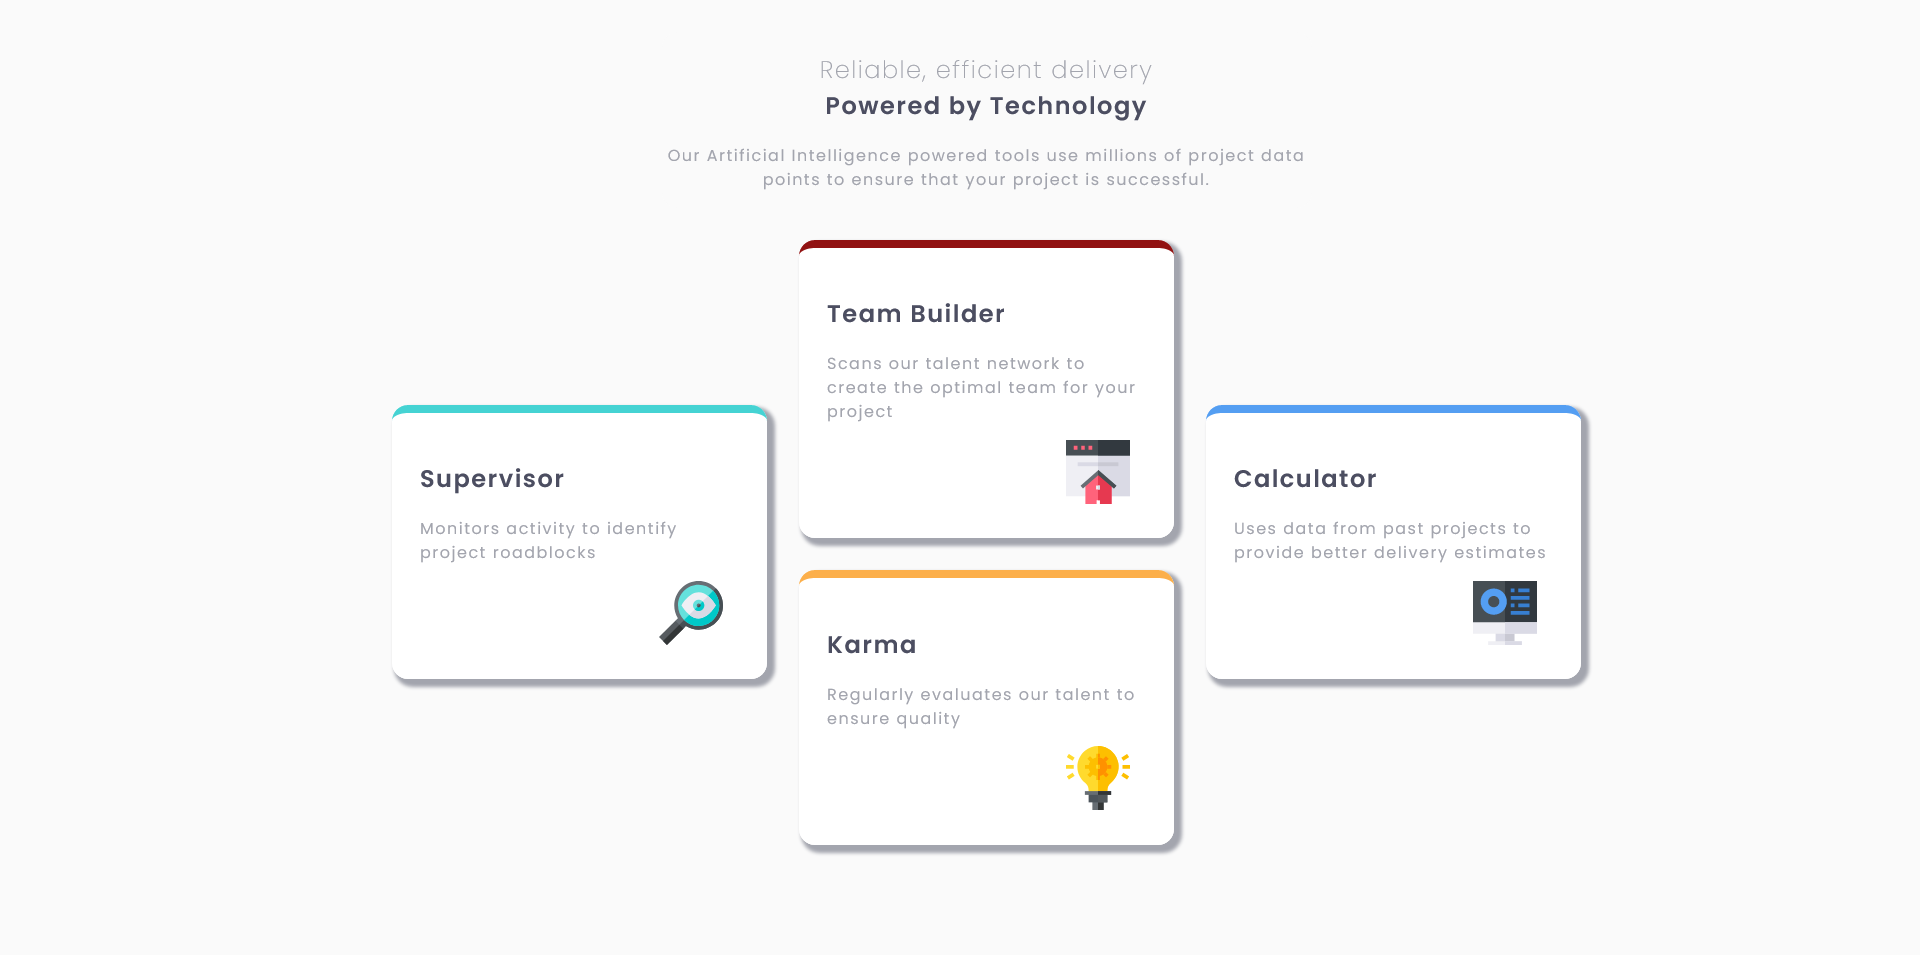 Reliable, efficient delivery
Powered by Technology
Our Artificial Intelligence powered tools use millions of project data
points to ensure that your project is successful.
Supervisor
Monitors activity to identify
project roadblocks
Team Builder
Scans our talent network to
create the optimal team for your
project
Karma
Regularly evaluates our talent to
ensure quality
Calculator
Uses data from past projects to
provide better delivery estimates